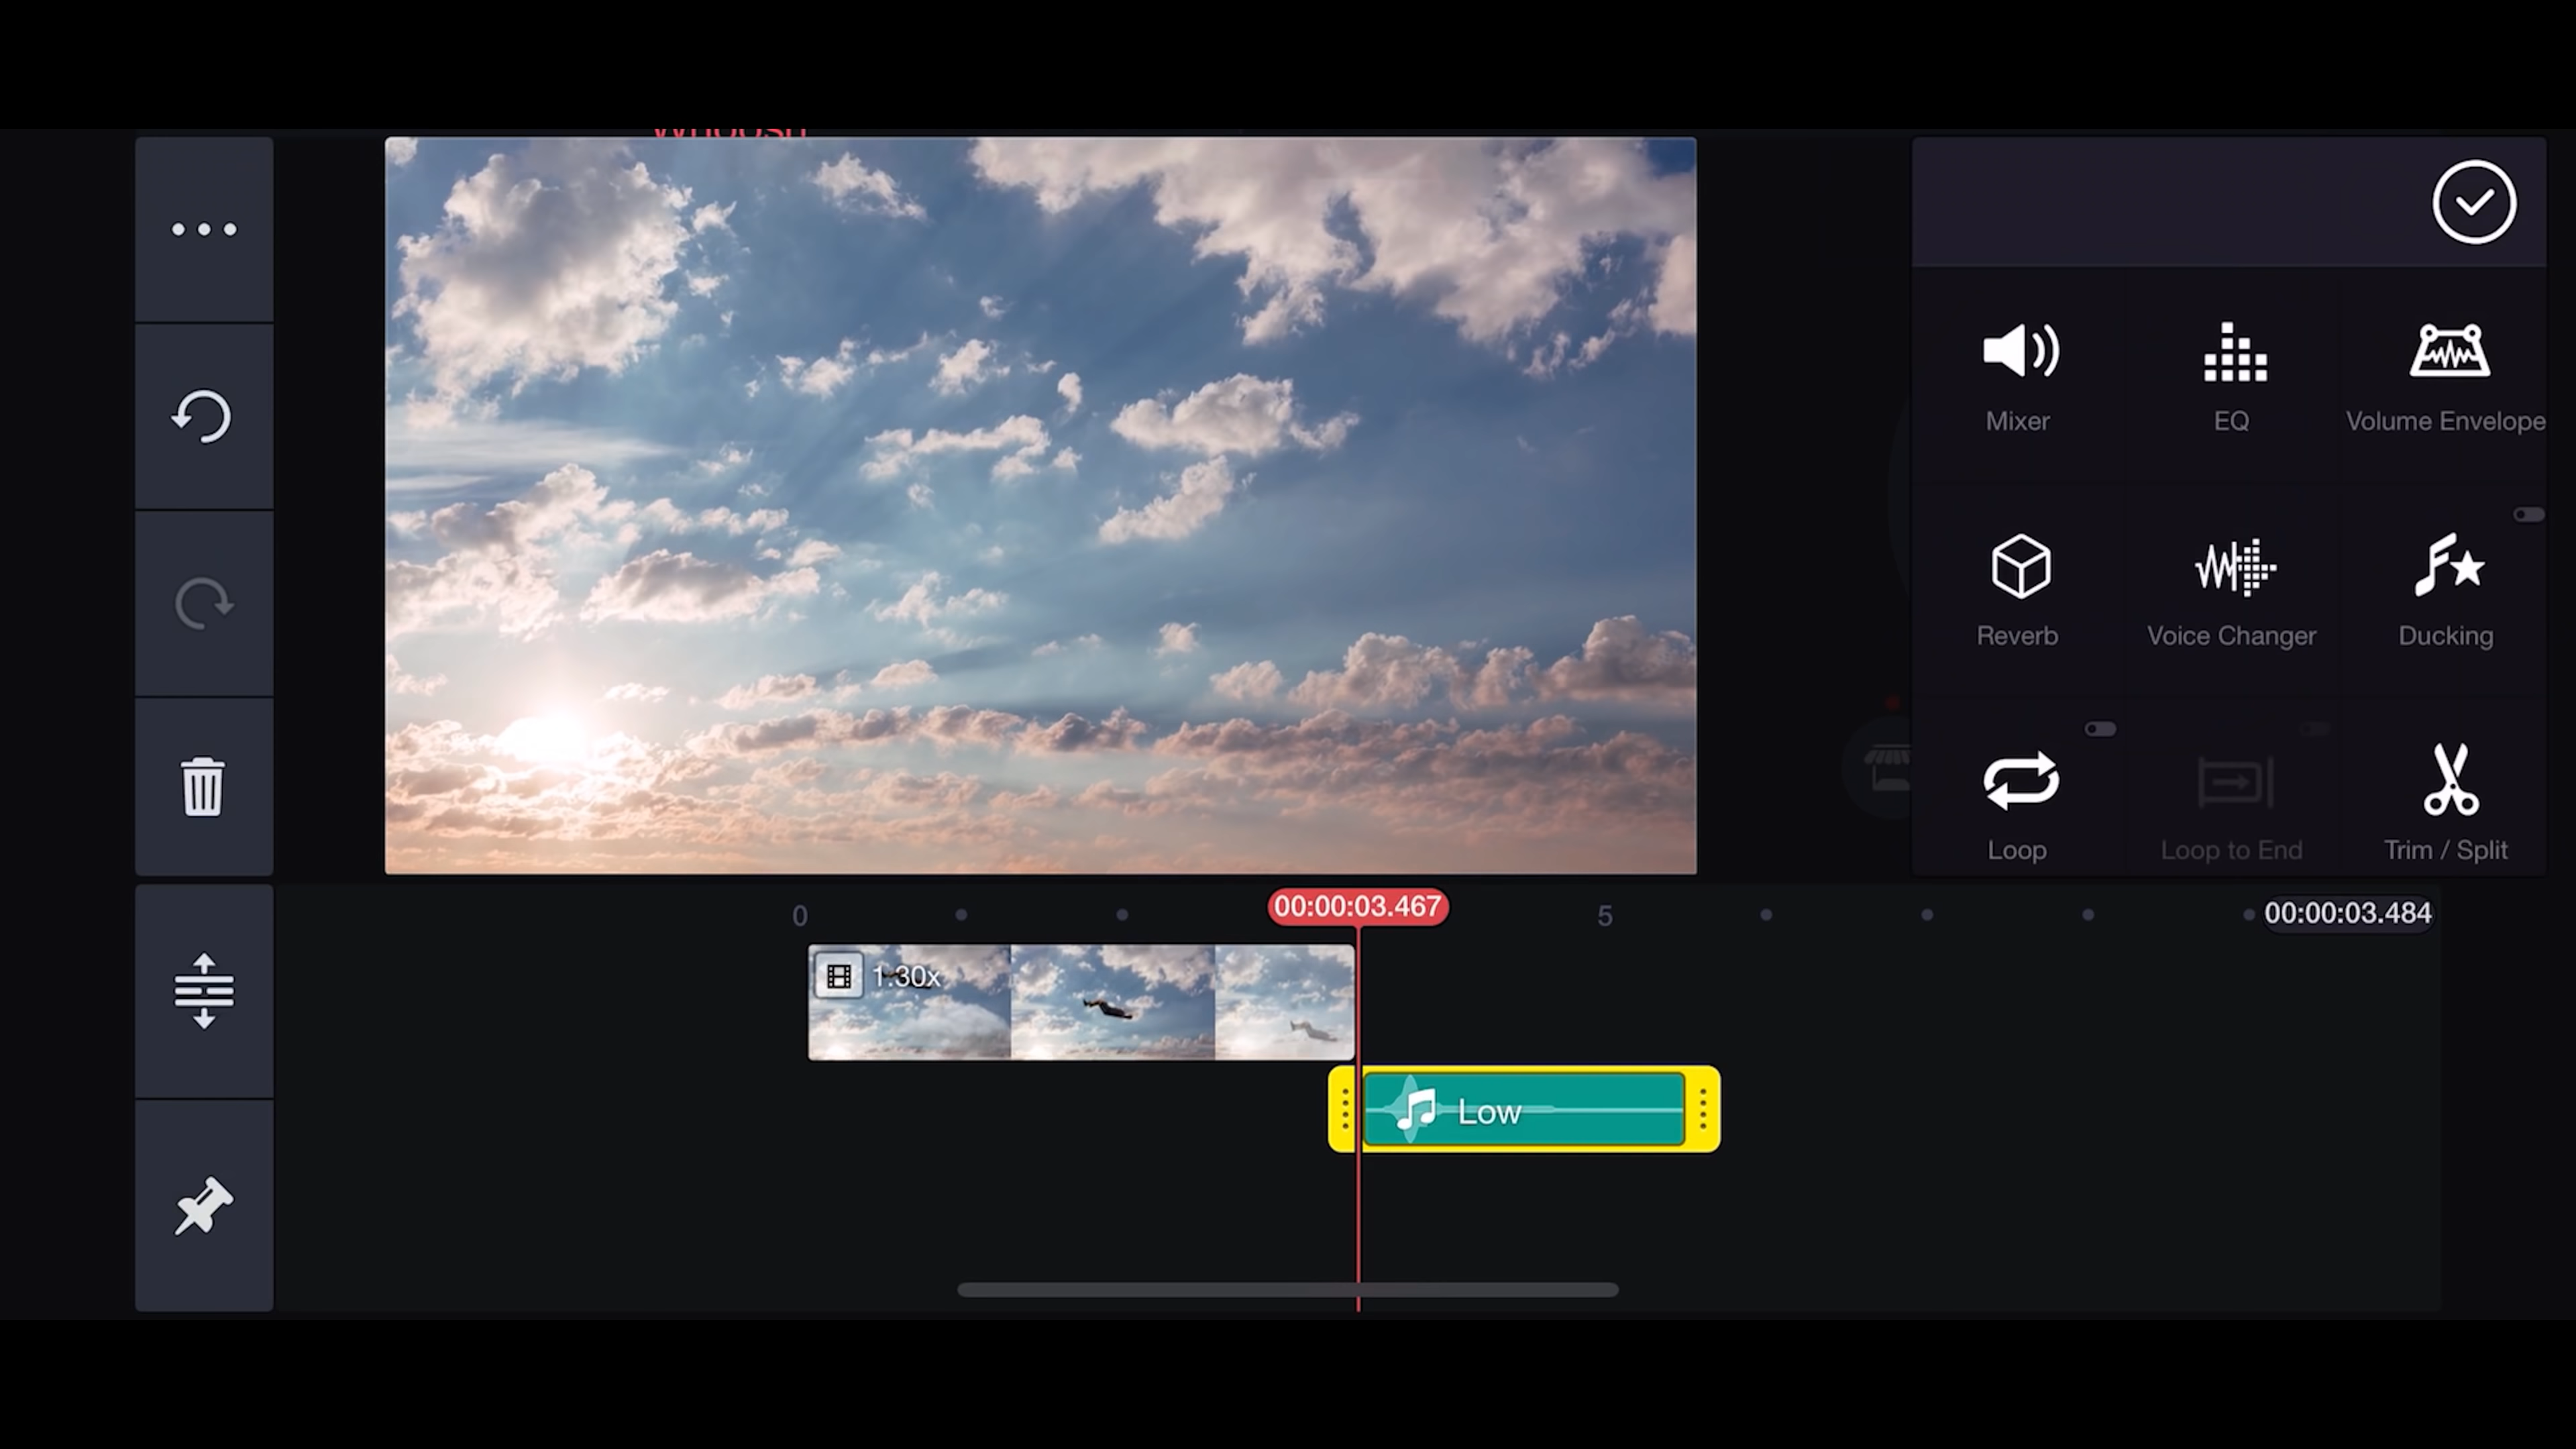 Whoosh
Mixer
EQ
Volume Envelope
Reverb
Voice Changer
Ducking
Loop
Loop to End
Trim / Split
0
00:00:03.467
5
00:00:03.484
1.30x
Low